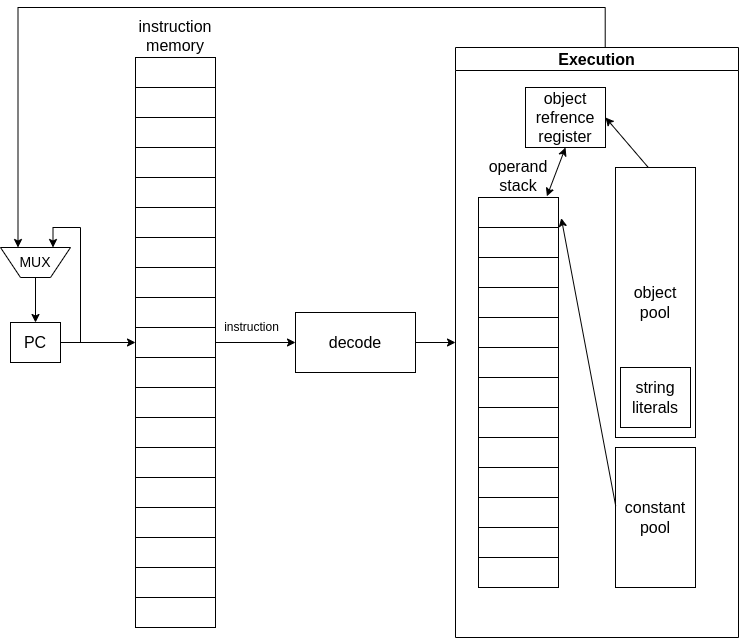 instruction
memory
Execution
object
refrence
register
operand
stack
MUX
object
pool
instruction
PC
decode
string
literals
constant
pool